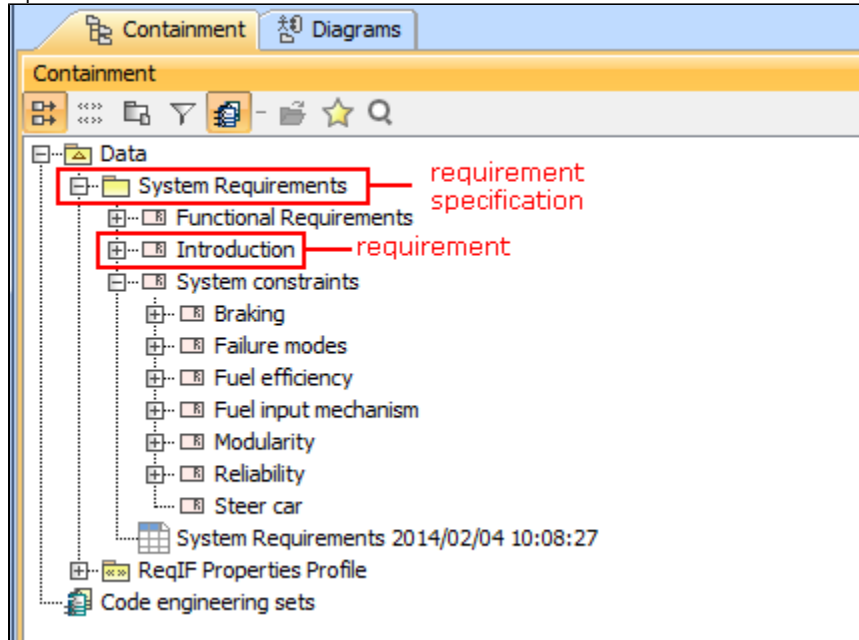 Containment Diagrams
Containment
Data
System Requirements
requirement
specification
Functional Requirements
Introduction
requirement
System constraints
Braking
Failure modes
Fuel efficiency
Fuel input mechanism
Modularity
Reliability
Steer car
System Requirements 2014/02/04 10:08:27
ReqIF Properties Profile
Code engineering sets